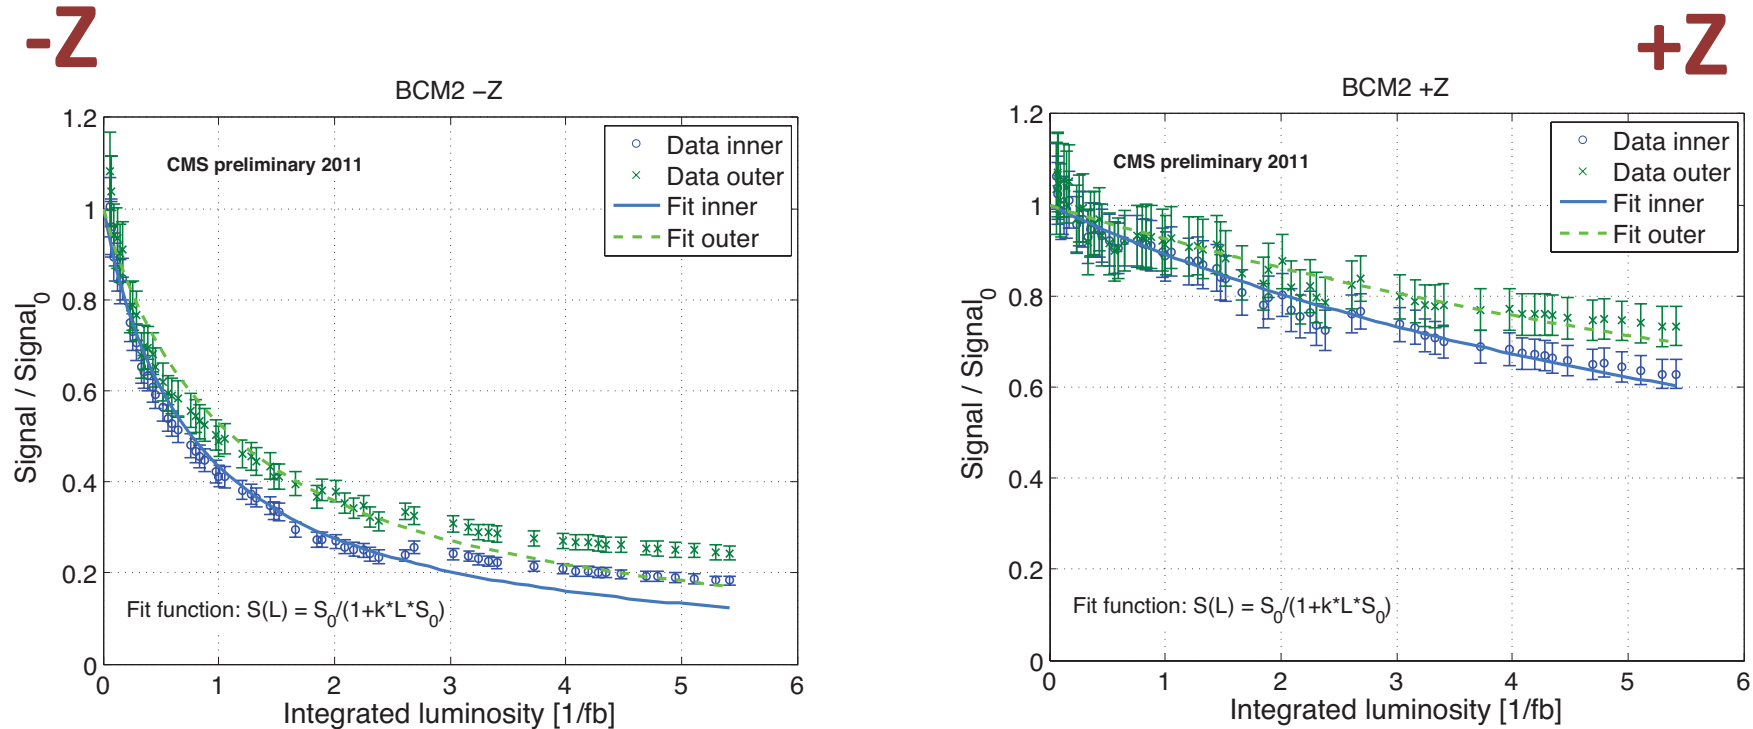 -Z
+Z
BCM2 −Z
CMS preliminary 2011
Data inner
Data outer
Fit inner
Fit outer
Signal / Signal₀
1.2
1
0.8
0.6
0.4
0.2
0
Fit function: S(L) = S₀/(1+k*L*S₀)
0 1 2 3 4 5 6
Integrated luminosity [1/fb]
BCM2 +Z
CMS preliminary 2011
Data inner
Data outer
Fit inner
Fit outer
Signal / Signal₀
1.2
1
0.8
0.6
0.4
0.2
0
Fit function: S(L) = S₀/(1+k*L*S₀)
0 1 2 3 4 5 6
Integrated luminosity [1/fb]